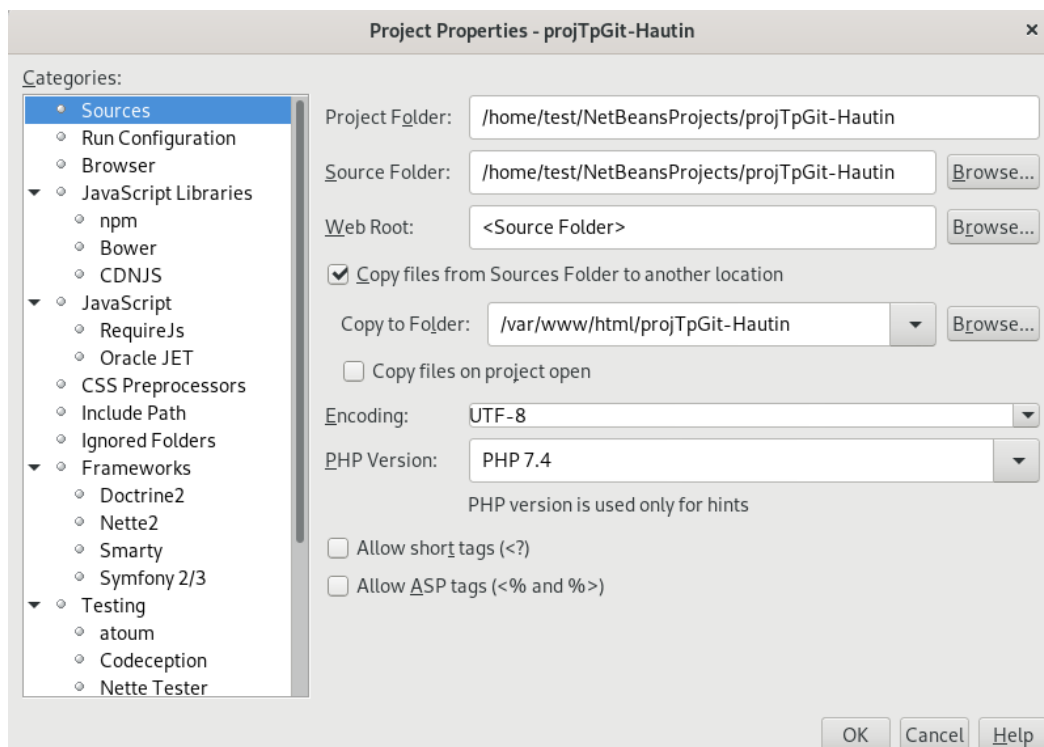 Project Properties - projTpGit-Hautin
×
Categories:
Sources
Run Configuration
Browser
JavaScript Libraries
npm
Bower
CDNJS
JavaScript
RequireJs
Oracle JET
CSS Preprocessors
Include Path
Ignored Folders
Frameworks
Doctrine2
Nette2
Smarty
Symfony 2/3
Testing
atoum
Codeception
Nette Tester
Project Folder: /home/test/NetBeansProjects/projTpGit-Hautin
Source Folder: /home/test/NetBeansProjects/projTpGit-Hautin Browse...
Web Root: <Source Folder> Browse...
Copy files from Sources Folder to another location
Copy to Folder: /var/www/html/projTpGit-Hautin Browse...
Copy files on project open
Encoding: UTF-8
PHP Version: PHP 7.4
PHP version is used only for hints
Allow short tags (<?)
Allow ASP tags (<% and %>)
OK Cancel Help